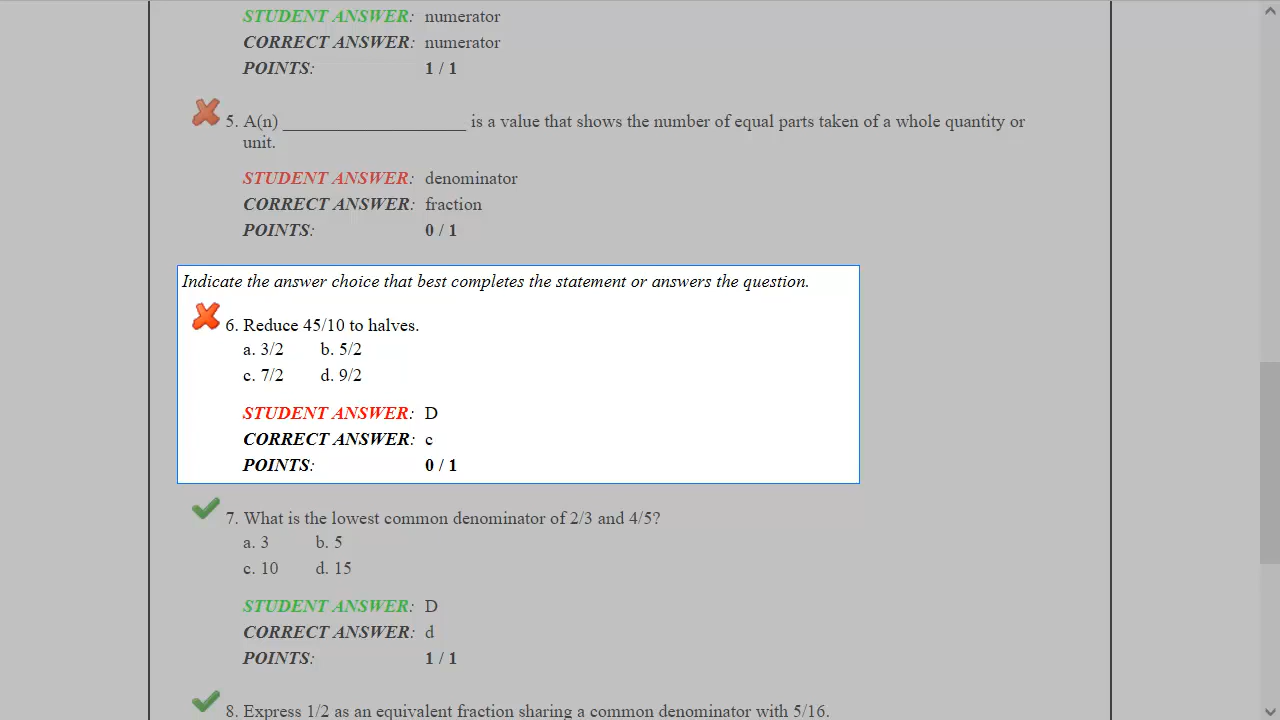 STUDENT ANSWER: numerator
CORRECT ANSWER: numerator
POINTS: 1 / 1
5. A(n) ____________________ is a value that shows the number of equal parts taken of a whole quantity or
unit.
STUDENT ANSWER: denominator
CORRECT ANSWER: fraction
POINTS: 0 / 1
Indicate the answer choice that best completes the statement or answers the question.
6. Reduce 45/10 to halves.
a. 3/2 b. 5/2
c. 7/2 d. 9/2
STUDENT ANSWER: D
CORRECT ANSWER: c
POINTS: 0 / 1
7. What is the lowest common denominator of 2/3 and 4/5?
a. 3 b. 5
c. 10 d. 15
STUDENT ANSWER: D
CORRECT ANSWER: d
POINTS: 1 / 1
8. Express 1/2 as an equivalent fraction sharing a common denominator with 5/16.